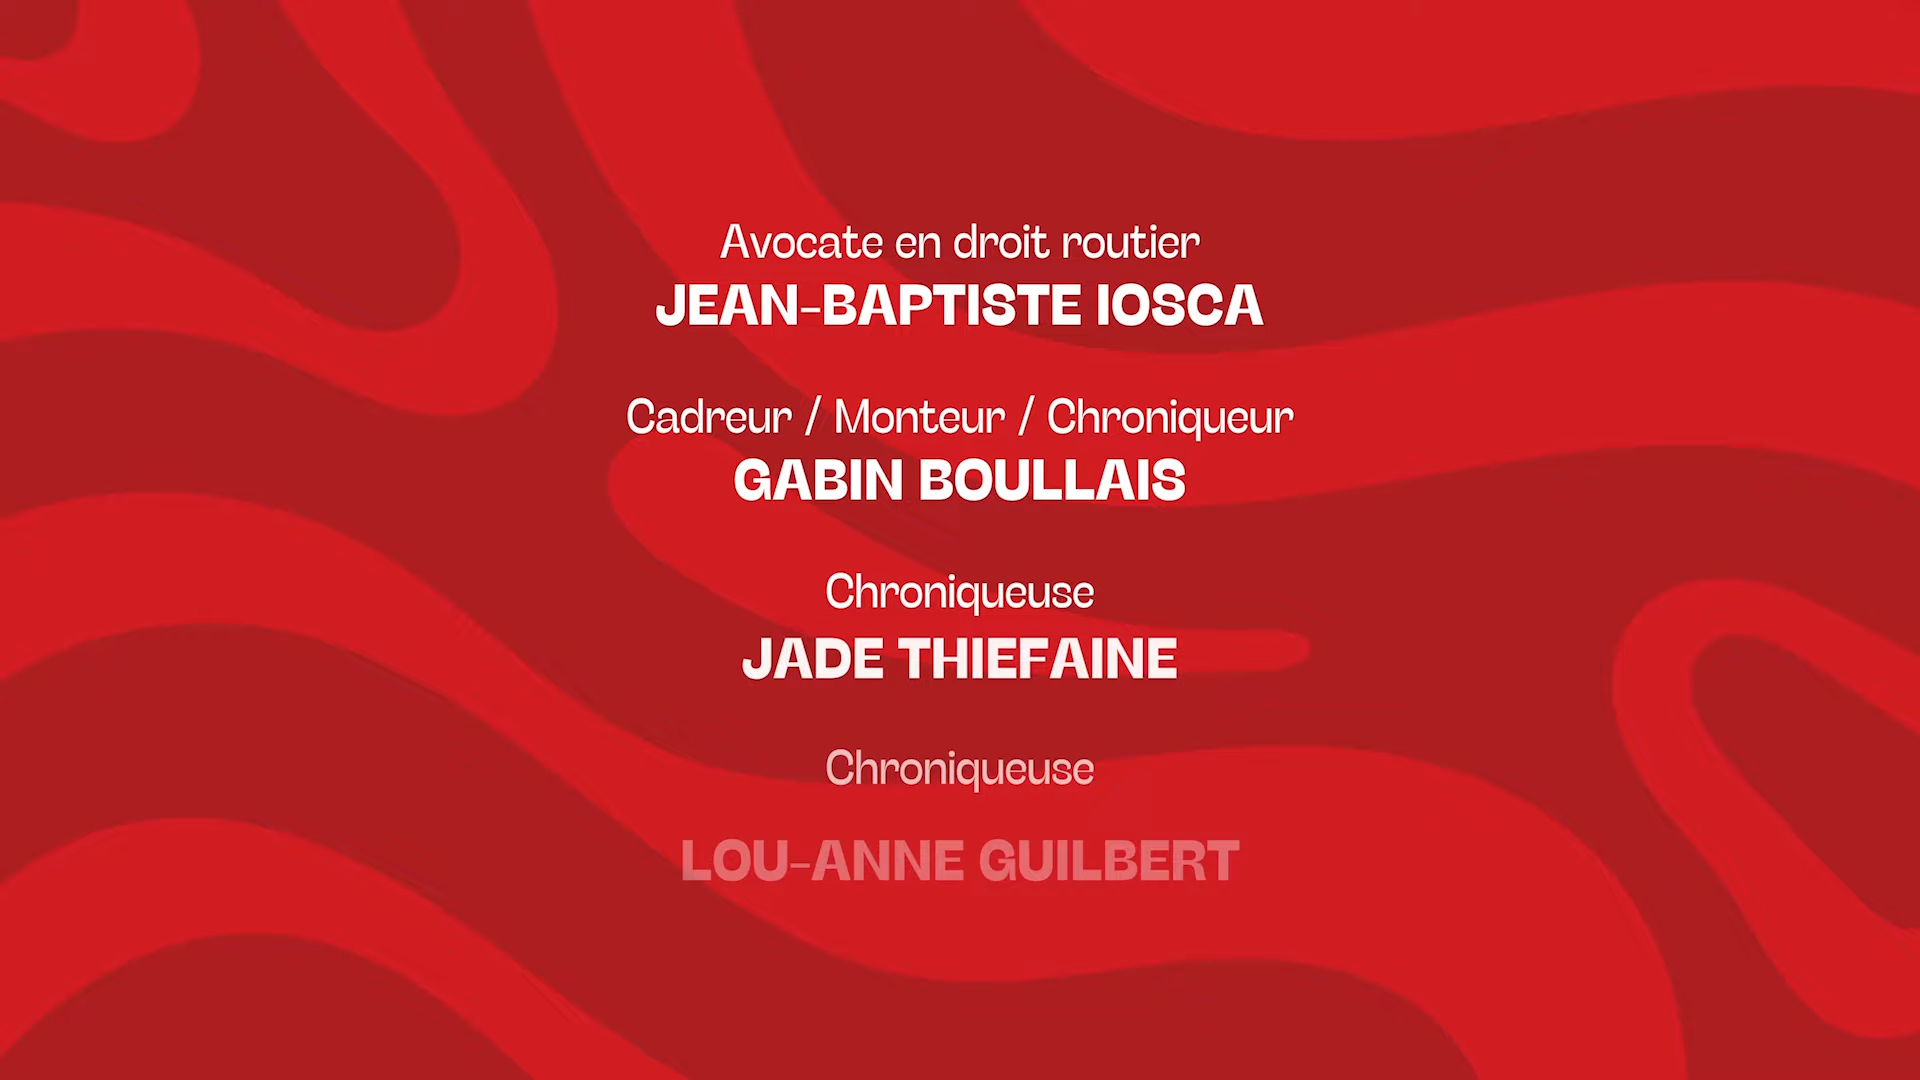 Avocate en droit routier
JEAN-BAPTISTE IOSCA
Cadreur / Monteur / Chroniqueur
GABIN BOULLAIS
Chroniqueuse
JADE THIEFAINE
Chroniqueuse
LOU-ANNE GUILBERT